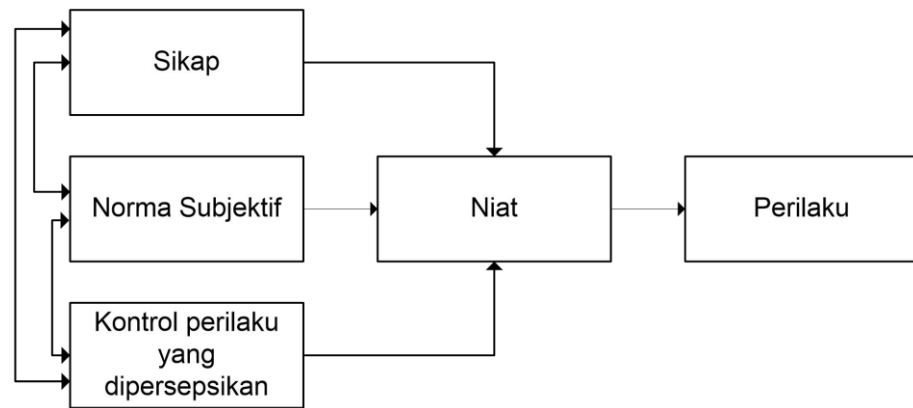 Sikap
Norma Subjektif
Niat
Perilaku
Kontrol perilaku
yang
dipersepsikan